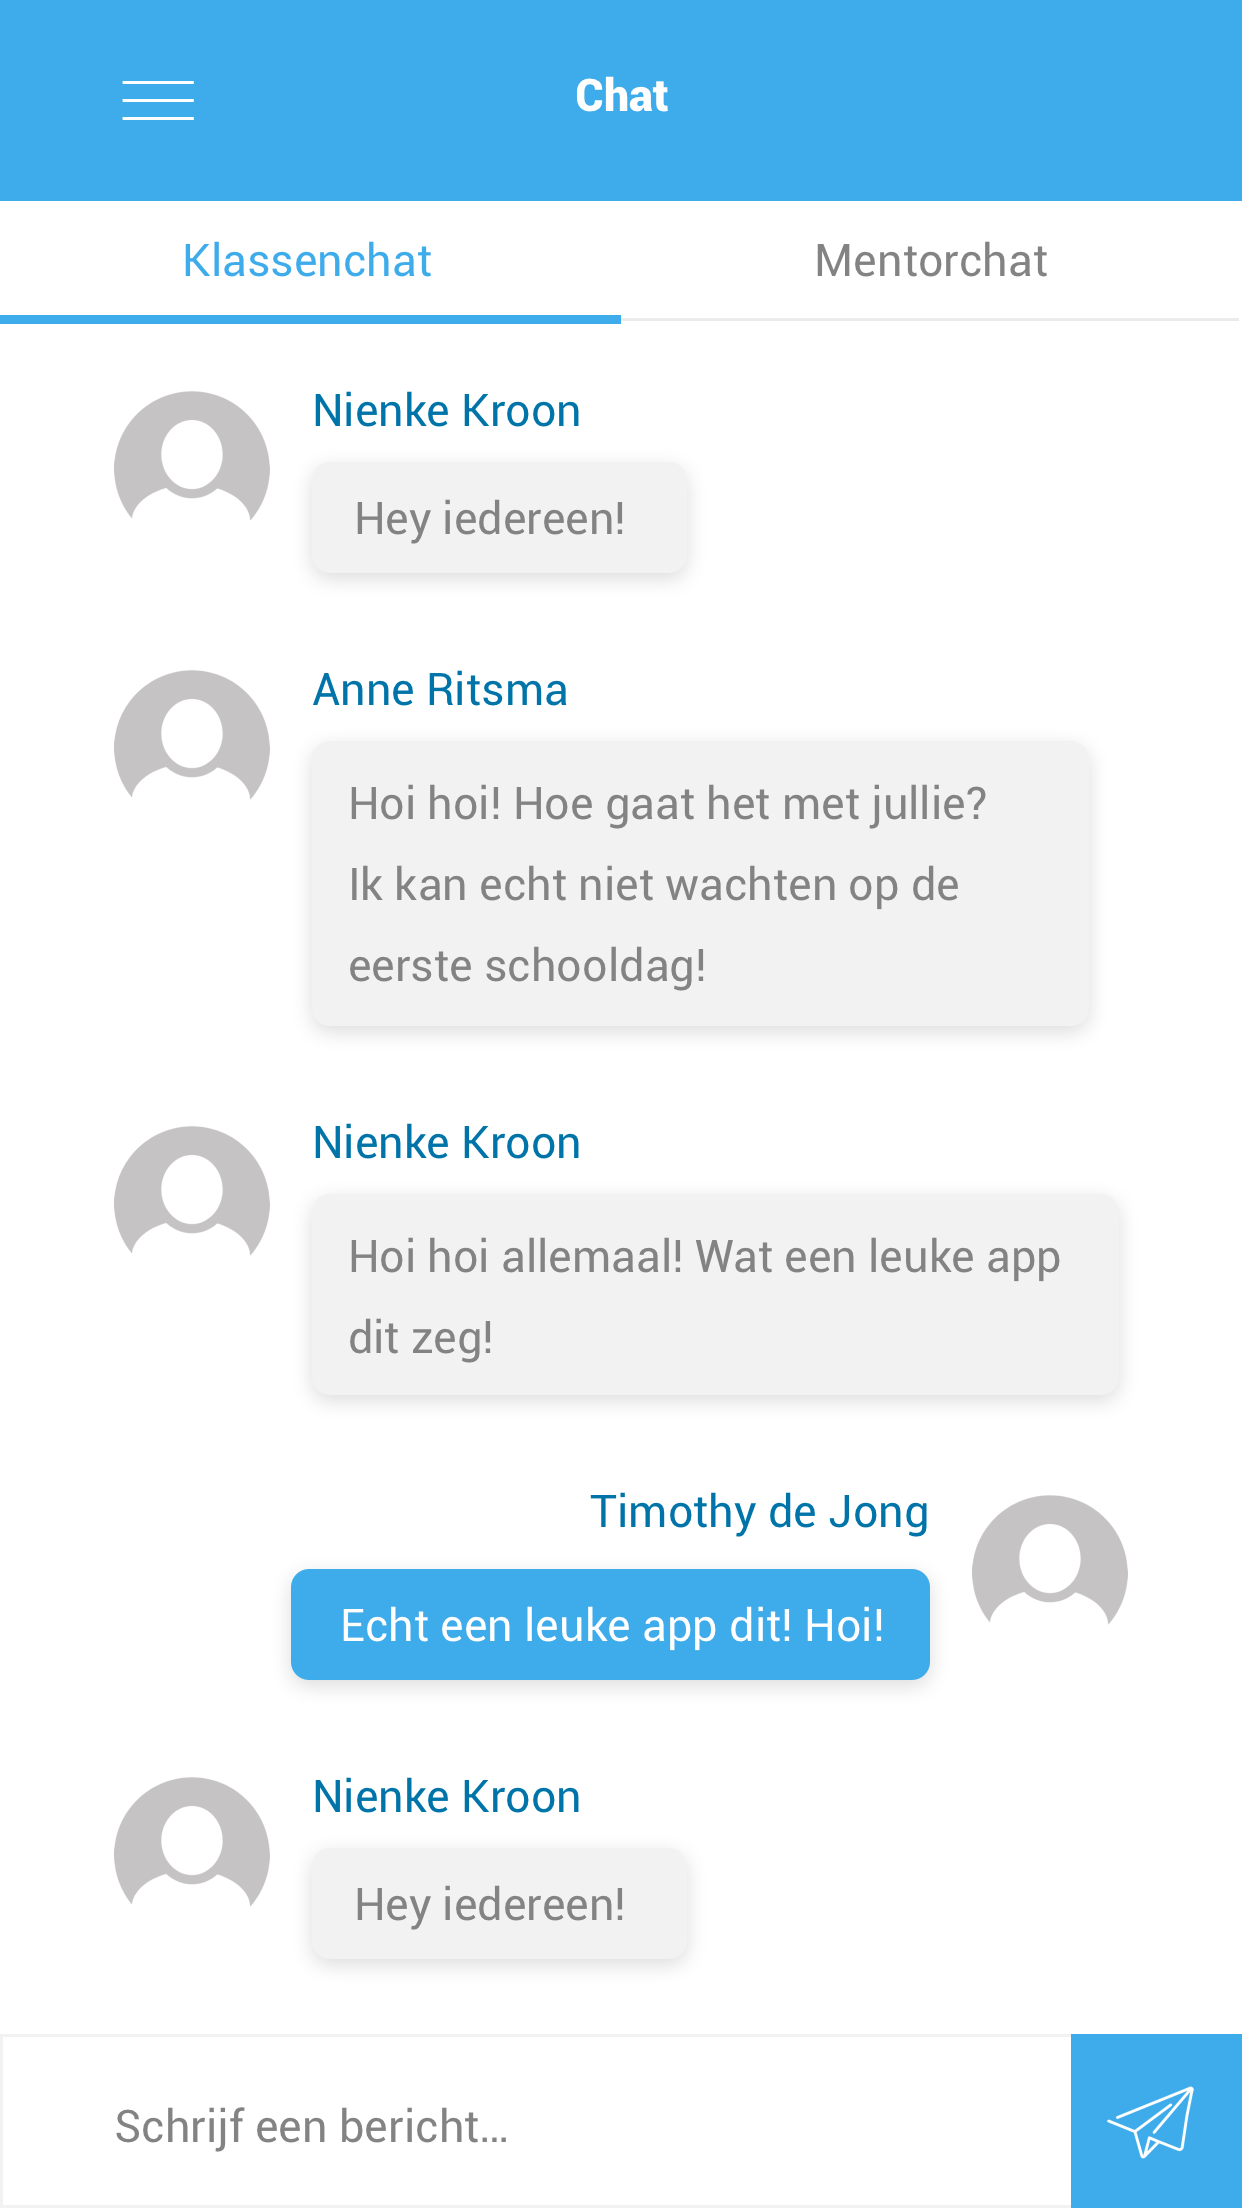 Chat
Klassenchat
Mentorchat
Nienke Kroon
Hey iedereen!
Anne Ritsma
Hoi hoi! Hoe gaat het met jullie?
Ik kan echt niet wachten op de
eerste schooldag!
Nienke Kroon
Hoi hoi allemaal! Wat een leuke app
dit zeg!
Timothy de Jong
Echt een leuke app dit! Hoi!
Nienke Kroon
Hey iedereen!
Schrijf een bericht...